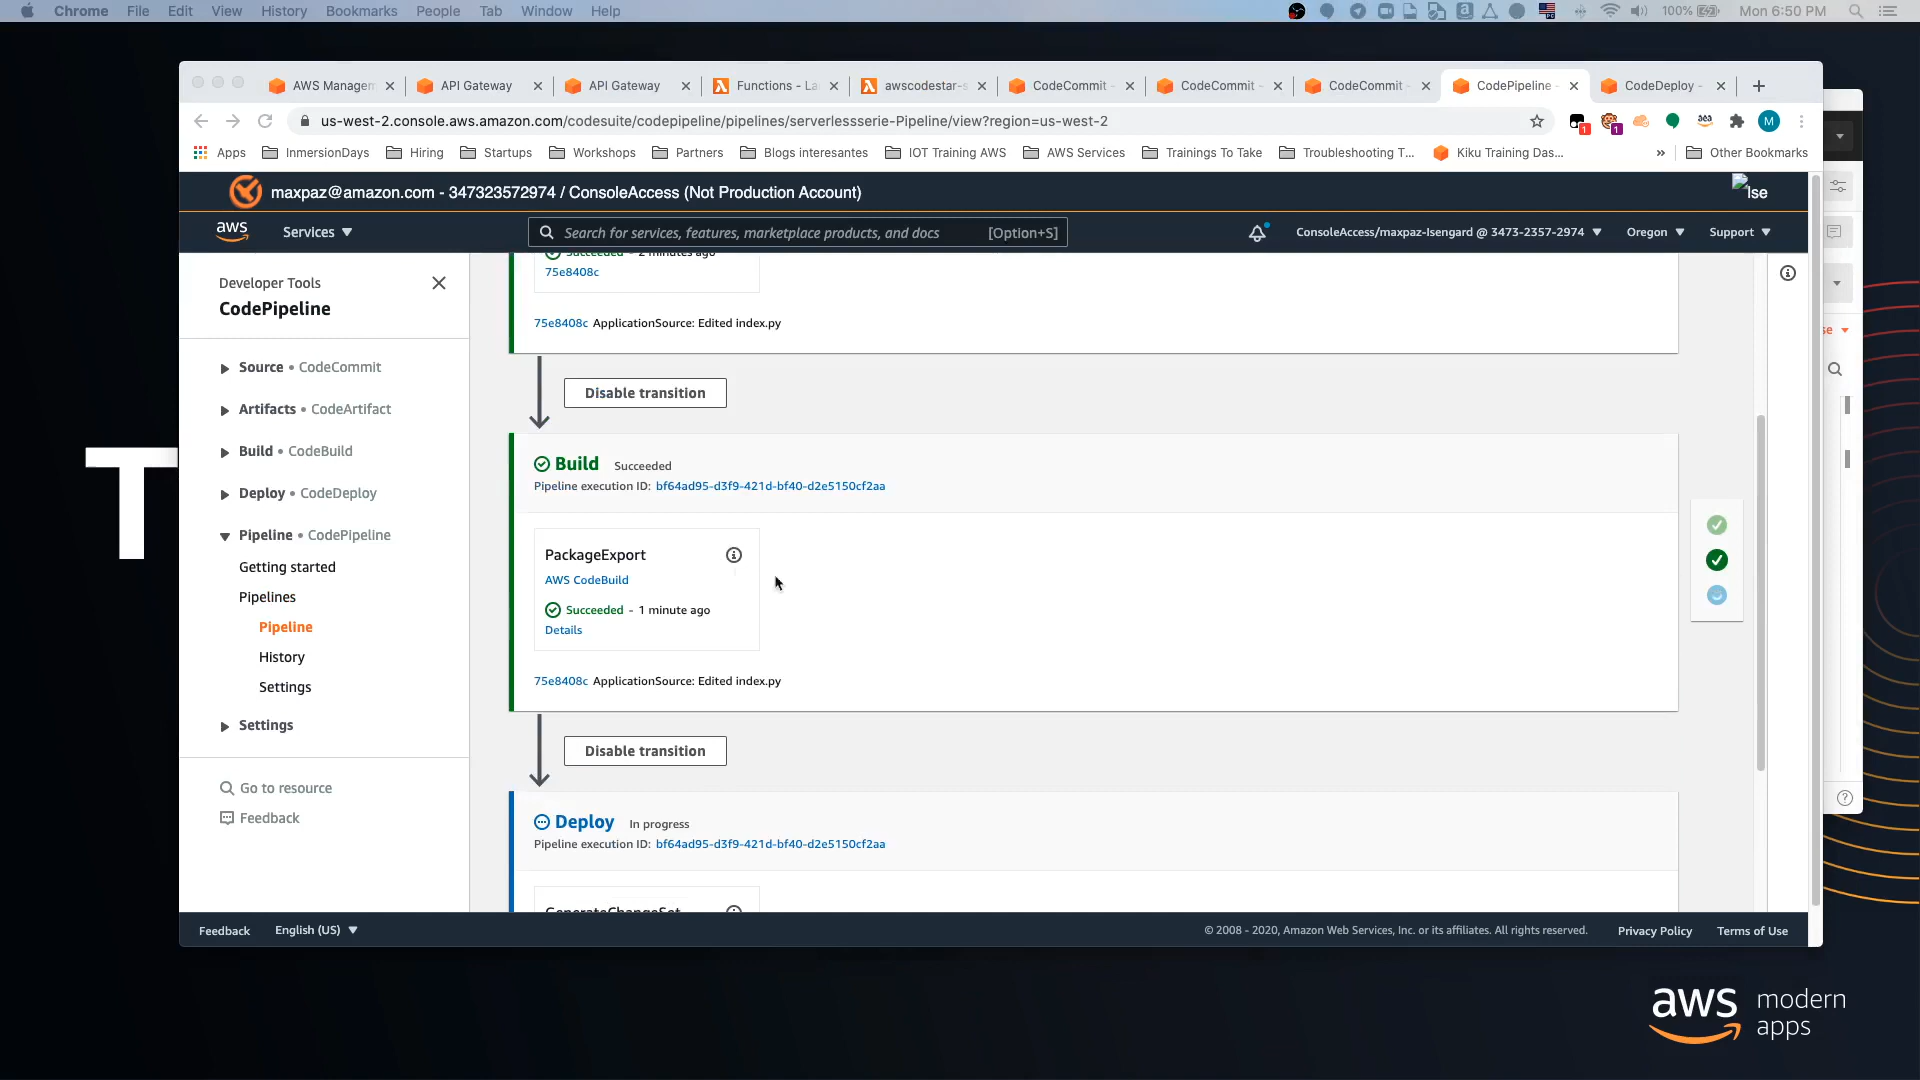 Chrome File Edit View History Bookmarks People Tab Window Help 100% Mon 6:50 PM
AWS Managem API Gateway API Gateway Functions - La awscodestar-s CodeCommit - CodeCommit - CodeCommit - CodePipeline - CodeDeploy -
us-west-2.console.aws.amazon.com/codesuite/codepipeline/pipelines/serverlessserie-Pipeline/view?region=us-west-2
1 1 M
Apps InmersionDays Hiring Startups Workshops Partners Blogs interesantes IOT Training AWS AWS Services Trainings To Take Troubleshooting T... Kiku Training Das... » Other Bookmarks
maxpaz@amazon.com - 347323572974 / ConsoleAccess (Not Production Account) Ise
aws Services Search for services, features, marketplace products, and docs [Option+S] ConsoleAccess/maxpaz-Isengard @ 3473-2357-2974 Oregon Support
Developer Tools
CodePipeline
Source • CodeCommit
Artifacts • CodeArtifact
Build • CodeBuild
Deploy • CodeDeploy
Pipeline • CodePipeline
Getting started
Pipelines
Pipeline
History
Settings
Settings
Go to resource
Feedback
Succeeded - 2 minutes ago
75e8408c
75e8408c ApplicationSource: Edited index.py
Disable transition
Build Succeeded
Pipeline execution ID: bf64ad95-d3f9-421d-bf40-d2e5150cf2aa
PackageExport
AWS CodeBuild
Succeeded - 1 minute ago
Details
75e8408c ApplicationSource: Edited index.py
Disable transition
Deploy In progress
Pipeline execution ID: bf64ad95-d3f9-421d-bf40-d2e5150cf2aa
GenerateChangeSet
se
T
Feedback English (US) © 2008 - 2020, Amazon Web Services, Inc. or its affiliates. All rights reserved. Privacy Policy Terms of Use
aws modern apps